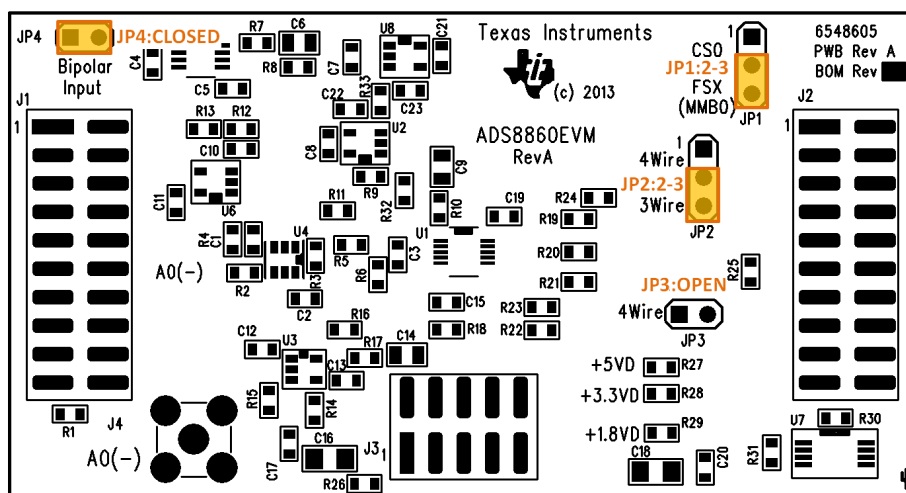 JP4
JP4:CLOSED
Bipolar
Input
C4
R7
C6
R8
C5
C7
U8
C21
R33
C22
C23
Texas Instruments
(c) 2013
1
CS0
JP1:2-3
FSX
(MMB0)
JP1
6548605
PWB Rev A
BOM Rev
J1
1
R13
R12
C10
C11
U6
C8
U2
R9
R32
C9
R10
R11
ADS8860EVM
RevA
1
4Wire
JP2:2-3
3Wire
JP2
J2
1
R24
R19
C19
R20
R21
R4
C1
U4
R3
R5
R6
C3
U1
A0(-)
R2
C2
C15
R18
R23
R22
R25
JP3:OPEN
4Wire
JP3
R16
C12
U3
R17
C14
C13
R15
R14
+5VD
R27
+3.3VD
R28
+1.8VD
R29
R1
J4
A0(-)
C17
C16
R26
J3
1
C18
C20
R31
U7
R30